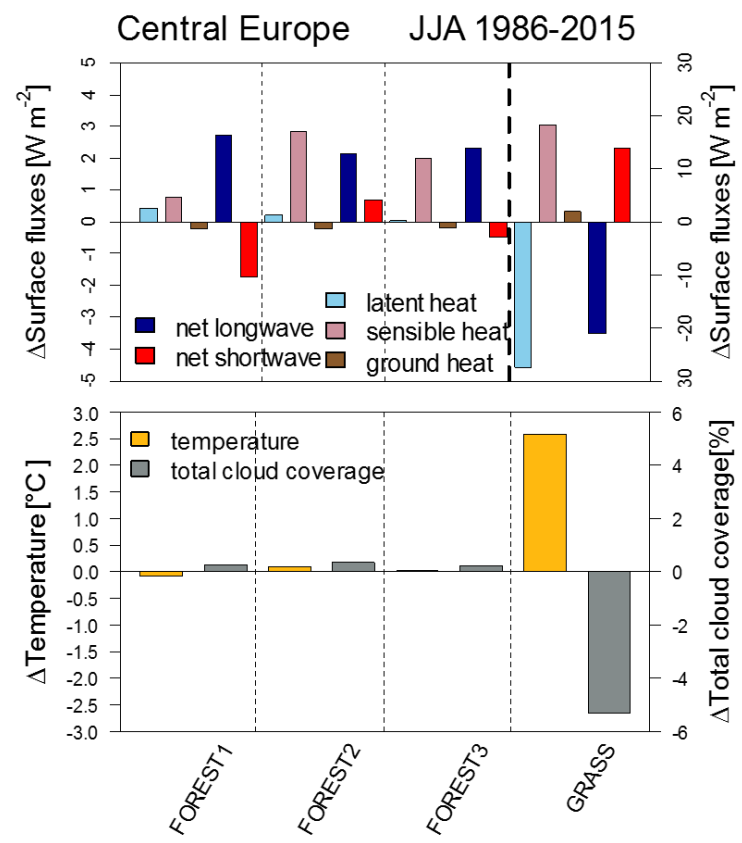 Central Europe JJA 1986-2015
ΔSurface fluxes [W m-2]
5
4
3
2
1
0
-1
-2
-3
-4
-5
30
20
10
0
-10
-20
30
ΔSurface fluxes [W m-2]
net longwave
net shortwave
latent heat
sensible heat
ground heat
ΔTemperature [°C]
3.0
2.5
2.0
1.5
1.0
0.5
0.0
-0.5
-1.0
-1.5
-2.0
-2.5
-3.0
temperature
total cloud coverage
6
4
2
0
-2
-4
-6
ΔTotal cloud coverage[%]
FOREST1
FOREST2
FOREST3
GRASS